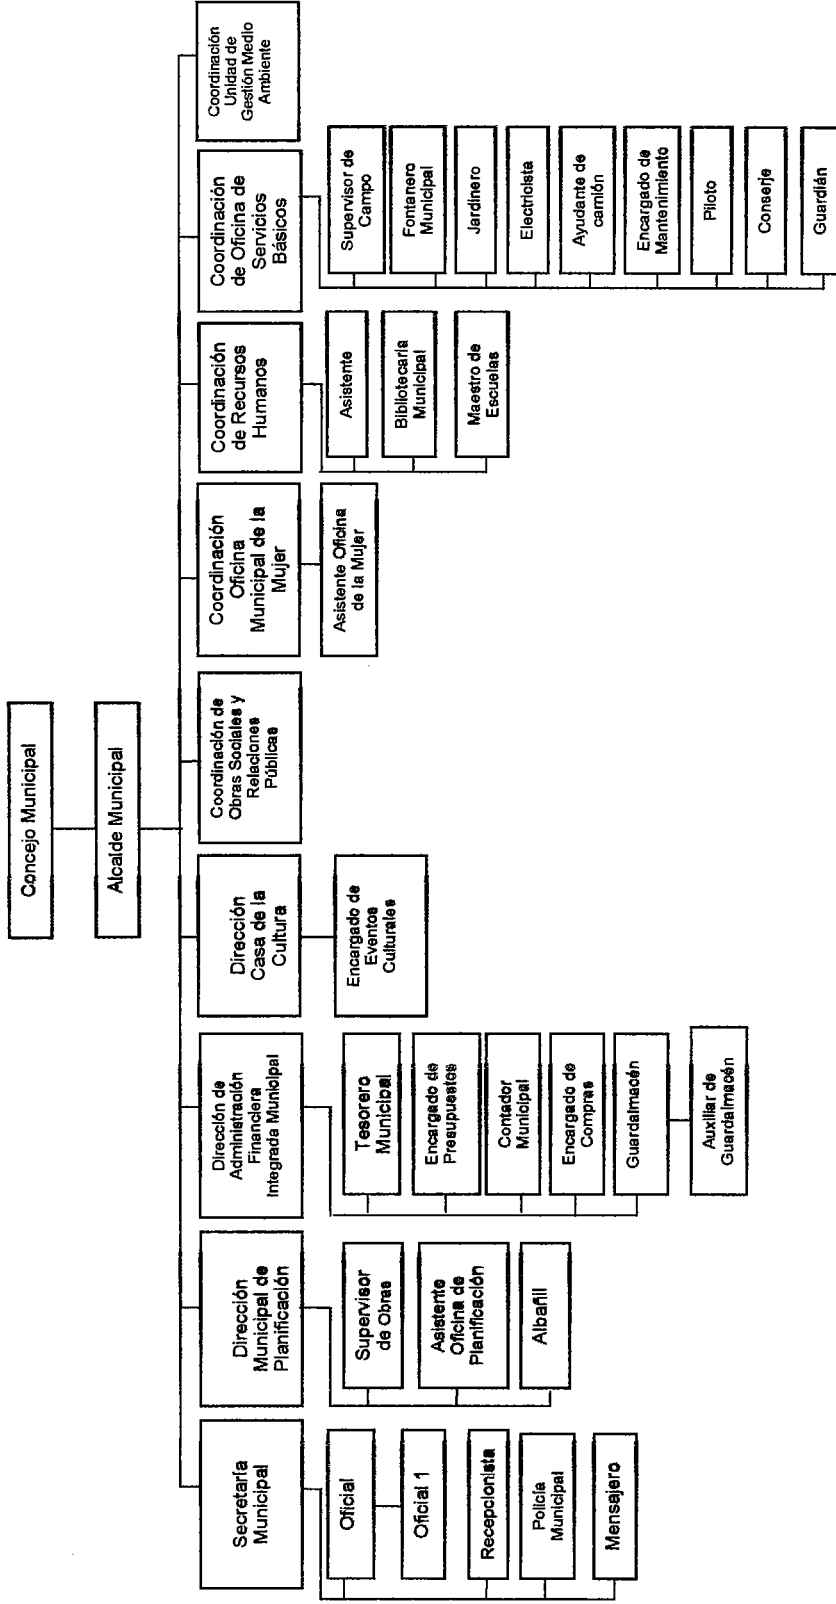 Concejo Municipal
Alcalde Municipal
Secretaría
Municipal
Oficial
Oficial 1
Recepcionista
Policía
Municipal
Mensajero
Dirección
Municipal de
Planificación
Supervisor
de Obras
Asistente
Oficina de
Planificación
Albañil
Dirección de
Administración
Financiera
Integrada Municipal
Tesorero
Municipal
Encargado de
Presupuestos
Contador
Municipal
Encargado de
Compras
Guardalmacén
Auxiliar de
Guardalmacén
Dirección
Casa de la
Cultura
Encargado de
Eventos
Culturales
Coordinación de
Obras Sociales y
Relaciones
Públicas
Coordinación
Oficina
Municipal de la
Mujer
Asistente Oficina
de la Mujer
Coordinación
de Recursos
Humanos
Asistente
Bibliotecaria
Municipal
Maestro de
Escuelas
Coordinación
de Oficina de
Servicios
Básicos
Supervisor de
Campo
Fontanero
Municipal
Jardinero
Electricista
Ayudante de
camión
Encargado de
Mantenimiento
Piloto
Conserje
Guardián
Coordinación
Unidad de
Gestión Medio
Ambiente